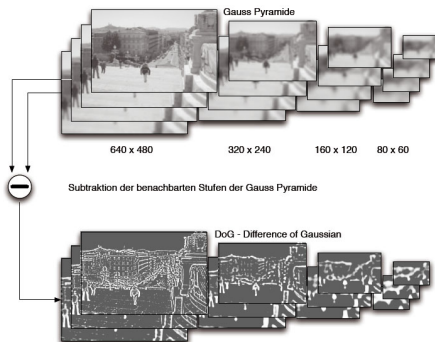 Gauss Pyramide
640 x 480
320 x 240
160 x 120
80 x 60
Subtraktion der benachbarten Stufen der Gauss Pyramide
DoG - Difference of Gaussian